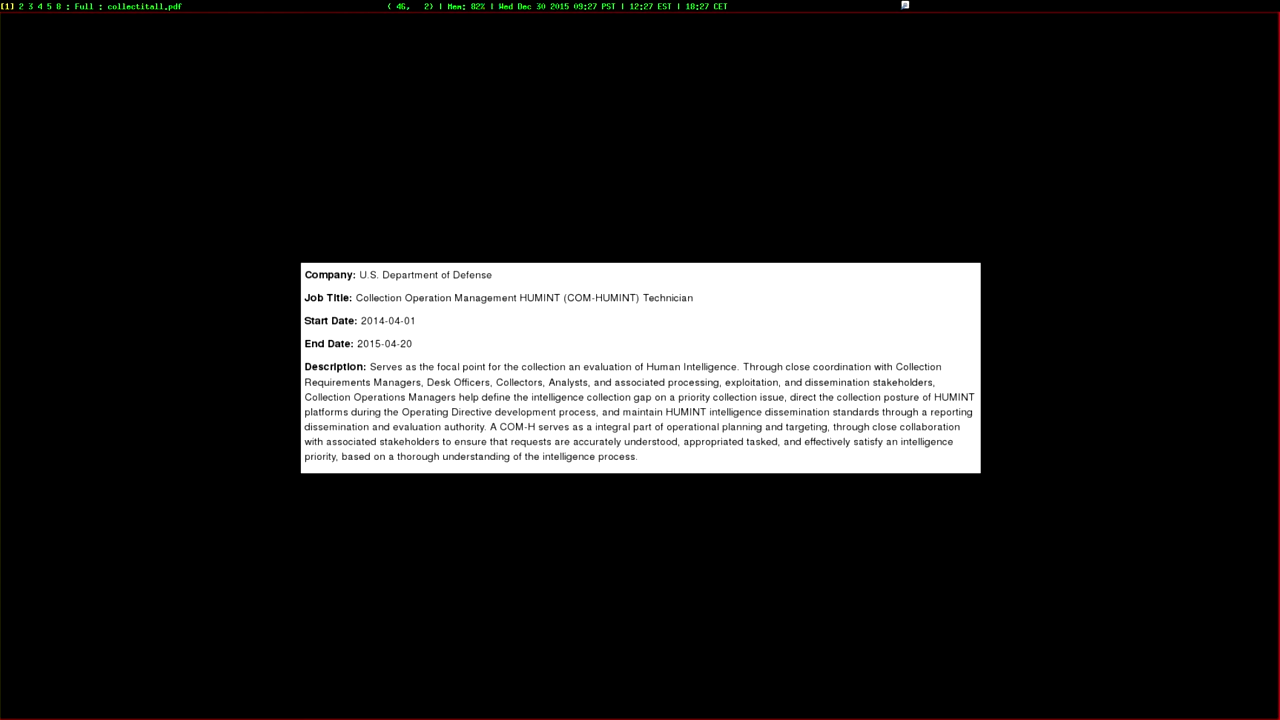 [1] 2 3 4 5 8 : Full : collectitall.pdf ( 46, 2) | Mem: 82% | Wed Dec 30 2015 09:27 PST | 12:27 EST | 18:27 CET
Company: U.S. Department of Defense
Job Title: Collection Operation Management HUMINT (COM-HUMINT) Technician
Start Date: 2014-04-01
End Date: 2015-04-20
Description: Serves as the focal point for the collection an evaluation of Human Intelligence. Through close coordination with Collection
Requirements Managers, Desk Officers, Collectors, Analysts, and associated processing, exploitation, and dissemination stakeholders,
Collection Operations Managers help define the intelligence collection gap on a priority collection issue, direct the collection posture of HUMINT
platforms during the Operating Directive development process, and maintain HUMINT intelligence dissemination standards through a reporting
dissemination and evaluation authority. A COM-H serves as a integral part of operational planning and targeting, through close collaboration
with associated stakeholders to ensure that requests are accurately understood, appropriated tasked, and effectively satisfy an intelligence
priority, based on a thorough understanding of the intelligence process.